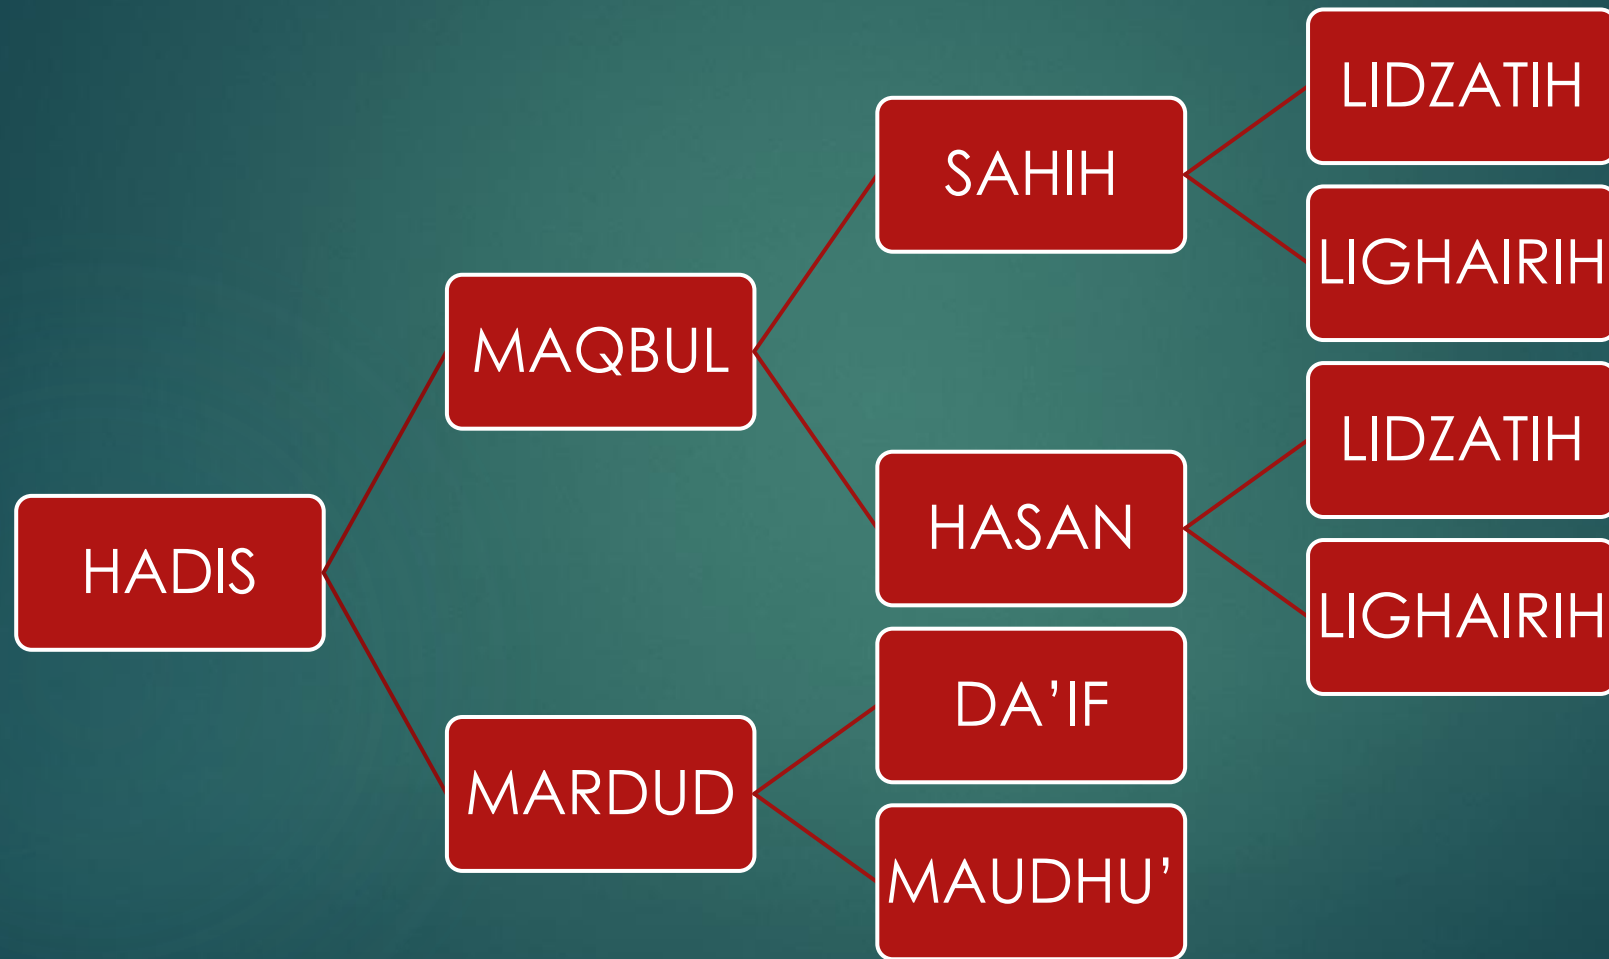 HADIS
MAQBUL
SAHIH
LIDZATIH
LIGHAIRIH
HASAN
LIDZATIH
LIGHAIRIH
MARDUD
DA’IF
MAUDHU’